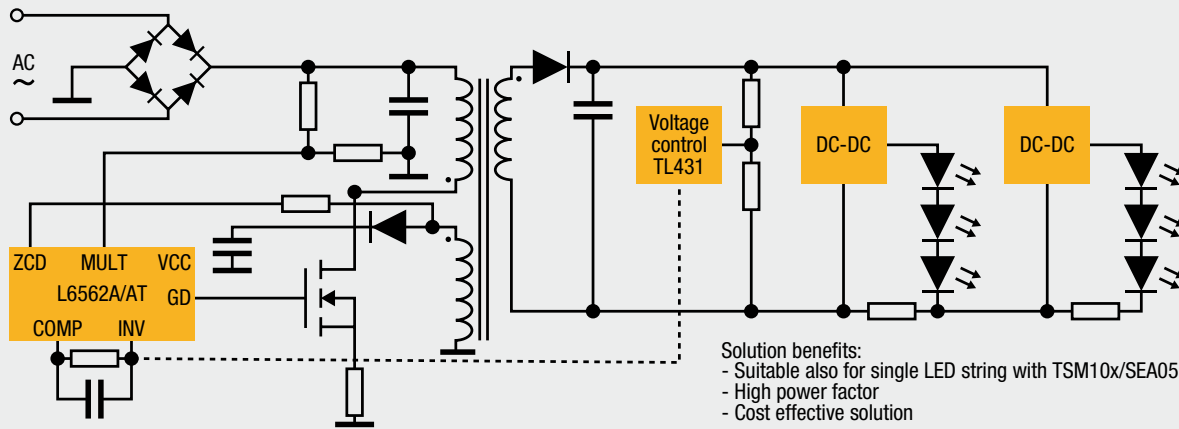 AC
~
Voltage
control
TL431
DC-DC
DC-DC
ZCD MULT VCC
L6562A/AT GD
COMP INV
Solution benefits:
- Suitable also for single LED string with TSM10x/SEA05
- High power factor
- Cost effective solution